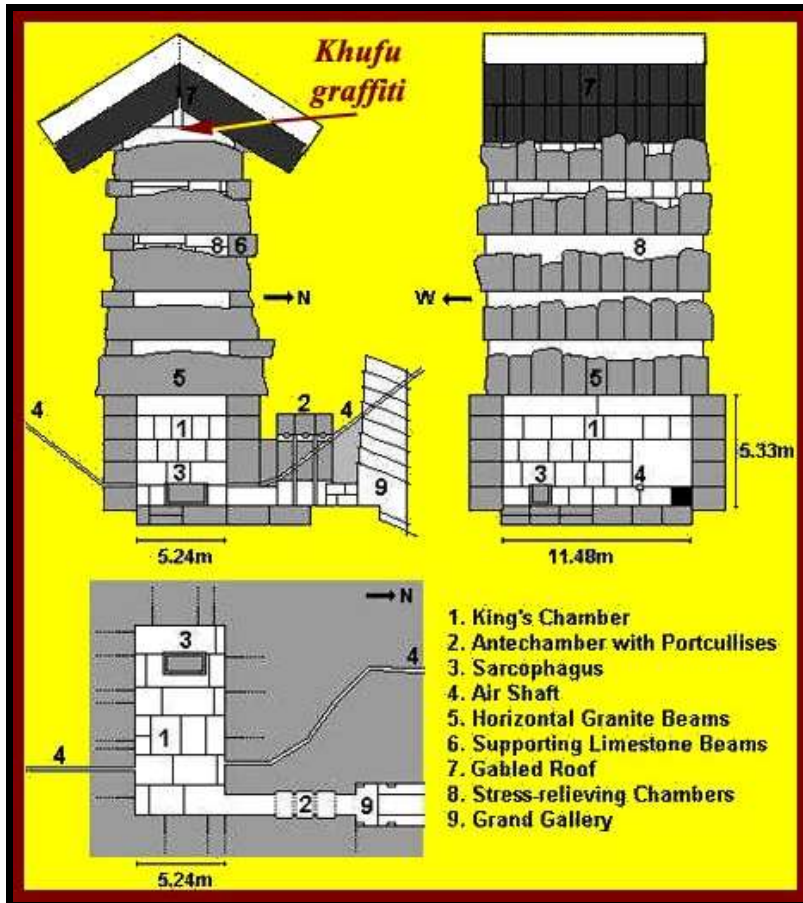 Khufu
graffiti
7
7
8 6
8
N
W
5
5
4
2
4
1
1
3
3
4
9
5.33m
5.24m
11.48m
N
3
4
1
4
2
9
5.24m
1. King's Chamber
2. Antechamber with Portcullises
3. Sarcophagus
4. Air Shaft
5. Horizontal Granite Beams
6. Supporting Limestone Beams
7. Gabled Roof
8. Stress-relieving Chambers
9. Grand Gallery